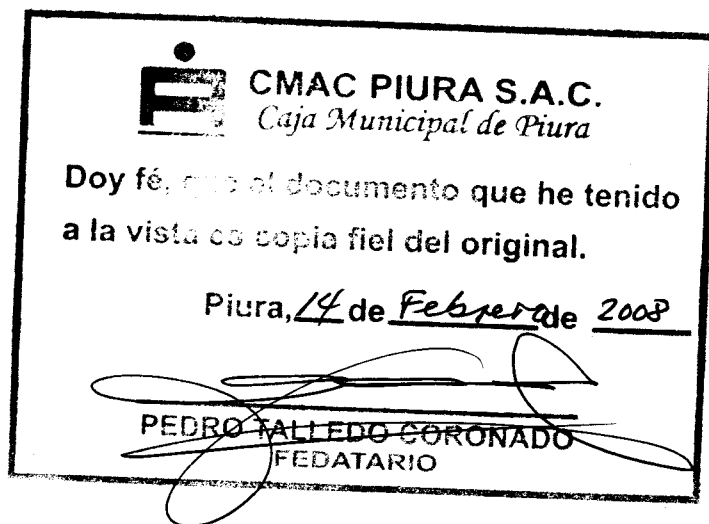 CMAC PIURA S.A.C.
Caja Municipal de Piura
Doy fé, que el documento que he tenido
a la vista es copia fiel del original.
Piura, 14 de Febrero de 2008
PEDRO TALLEDO CORONADO
FEDATARIO